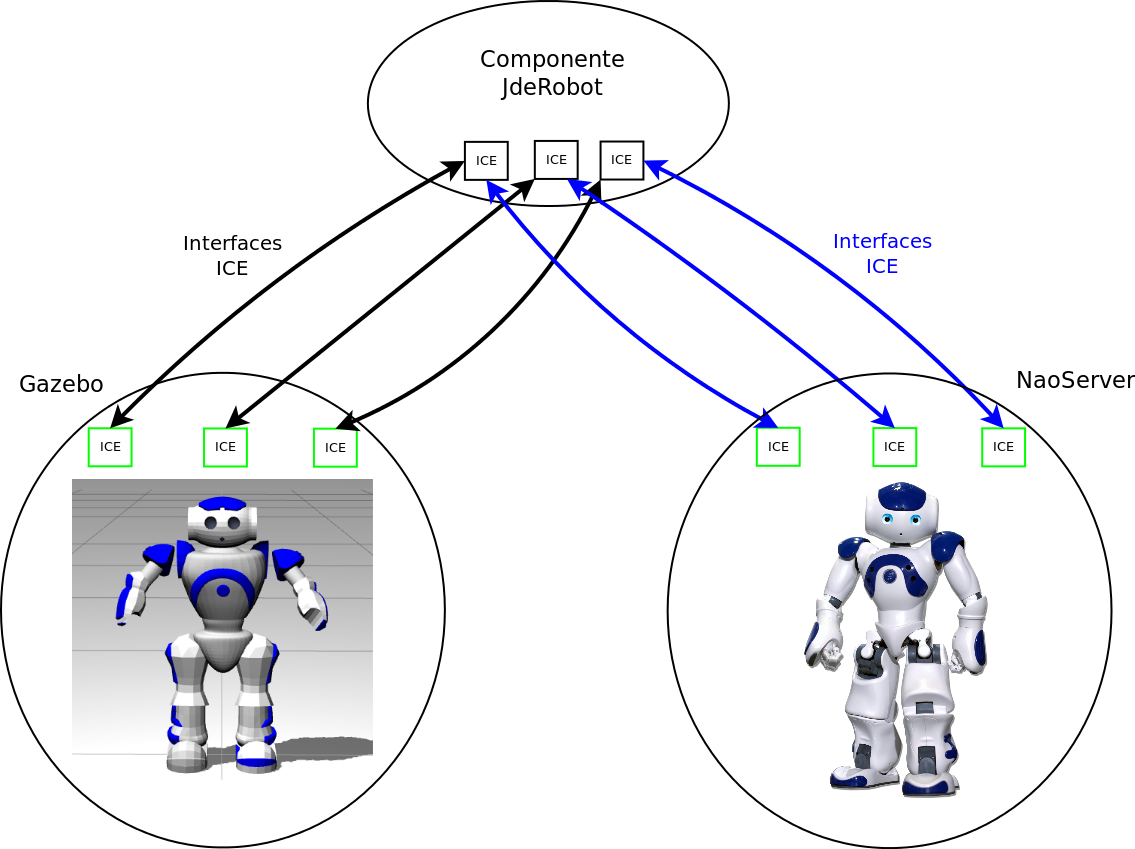 Componente
JdeRobot
ICE
ICE
ICE
Interfaces
ICE
Interfaces
ICE
Gazebo
NaoServer
ICE
ICE
ICE
ICE
ICE
ICE